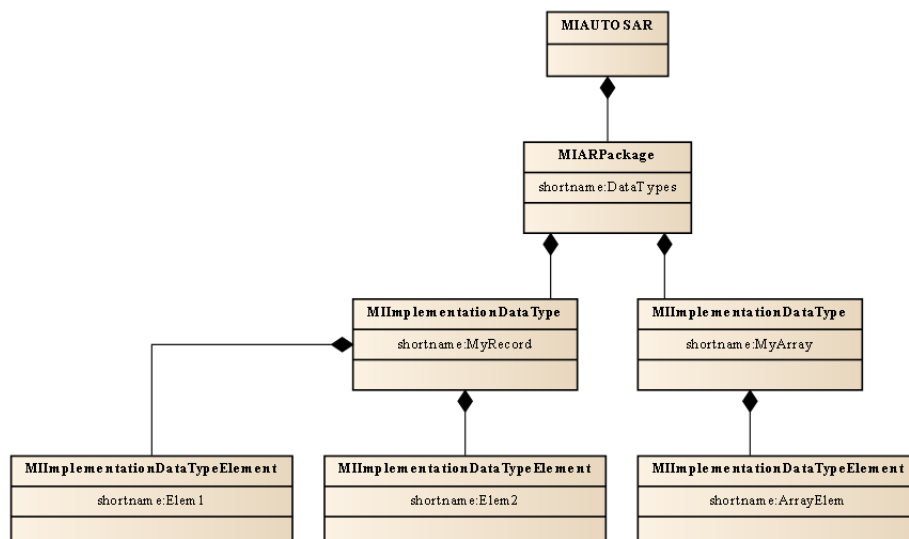 MIAUTOSAR
MIARPackage
shortname:DataTypes
MIImplementationDataType
shortname:MyRecord
MIImplementationDataType
shortname:MyArray
MIImplementationDataTypeElement
shortname:Elem1
MIImplementationDataTypeElement
shortname:Elem2
MIImplementationDataTypeElement
shortname:ArrayElem